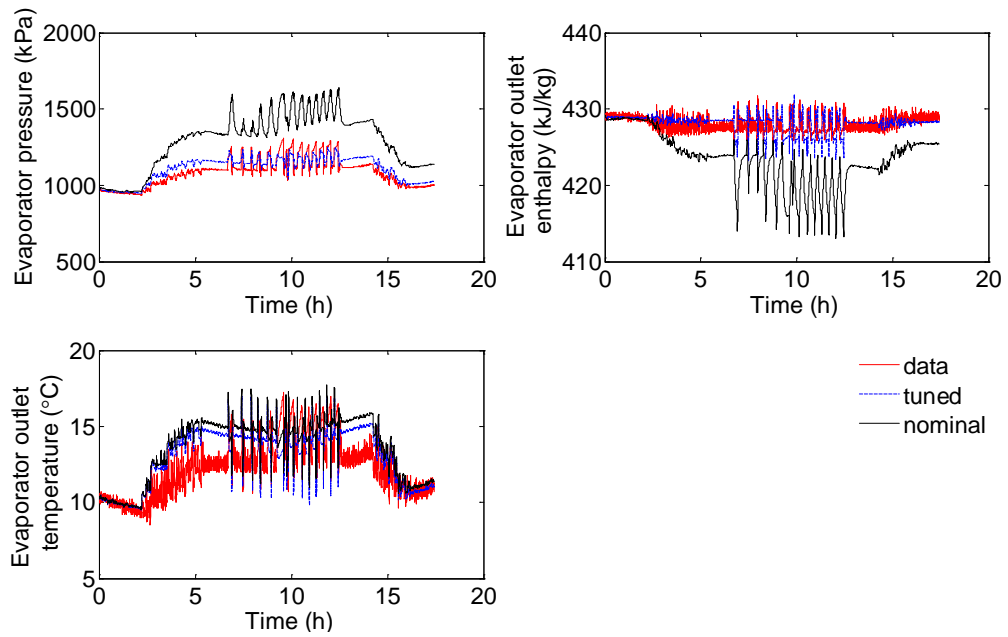 2000
1500
1000
500
Evaporator pressure (kPa)
0 5 10 15 20
Time (h)
440
430
420
410
Evaporator outlet
enthalpy (kJ/kg)
0 5 10 15 20
Time (h)
20
15
10
5
Evaporator outlet
temperature (°C)
0 5 10 15 20
Time (h)
data
tuned
nominal